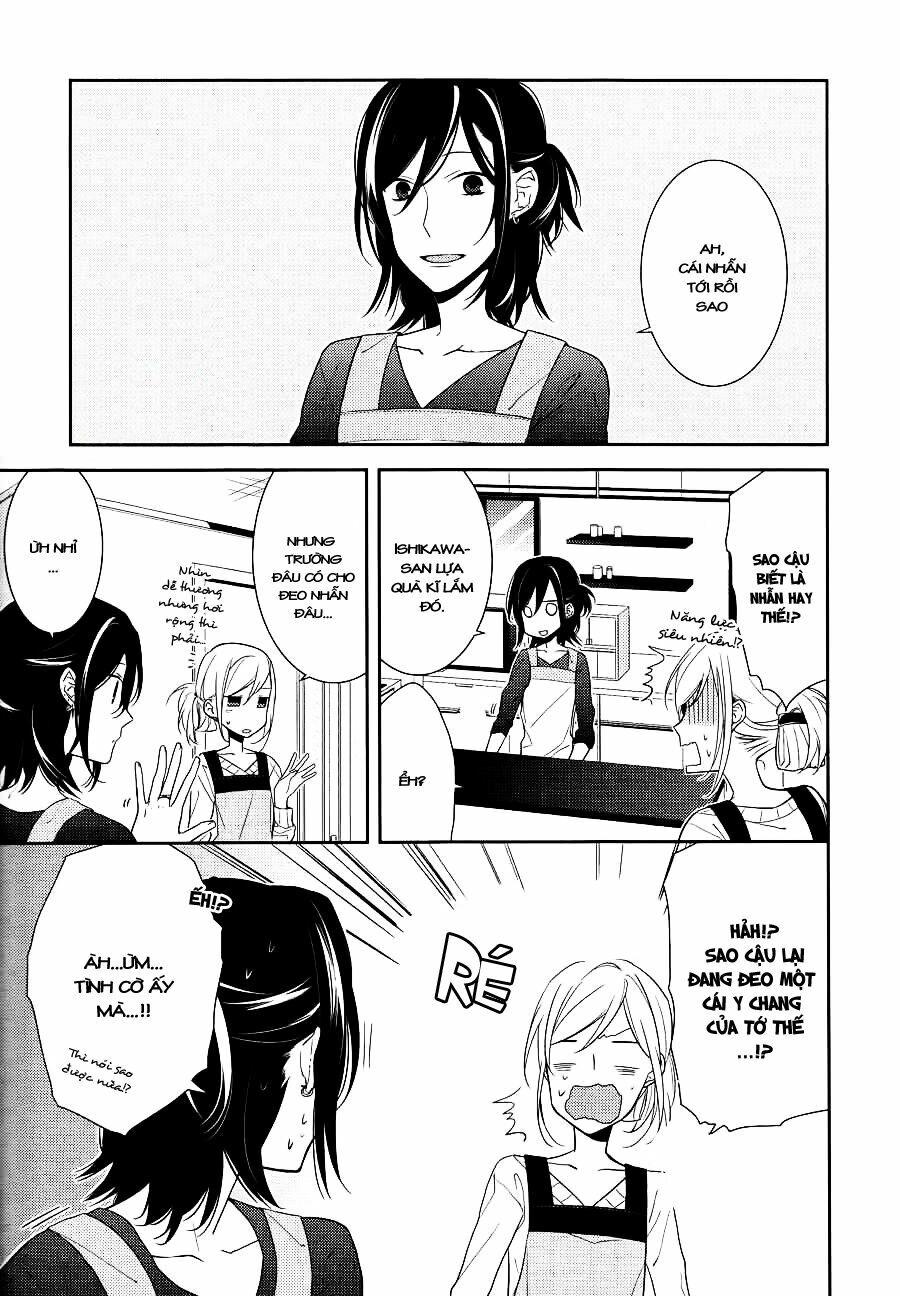 AH,
CÁI NHẪN
TỚI RỒI
SAO
SAO CẬU
BIẾT LÀ
NHẪN HAY
THẾ!?
Năng lực
siêu nhiên!?
ISHIKAWA-
SAN LỰA
QUÀ KĨ LẮM
ĐÓ.
ỂH?
NHƯNG
TRƯỜNG
ĐÂU CÓ CHO
ĐEO NHẪN
ĐÂU...
Nhìn
dễ thương
nhưng hơi
rộng thì
phải...
ỪH NHỈ
...
HẢH!?
SAO CẬU LẠI
ĐANG ĐEO MỘT
CÁI Y CHANG
CỦA TỚ THẾ
...!?
RÉ
ẾH!?
ÀH...ỪM...
TÌNH CỜ ẤY
MÀ...!!
Thì nói sao
được nữa!?